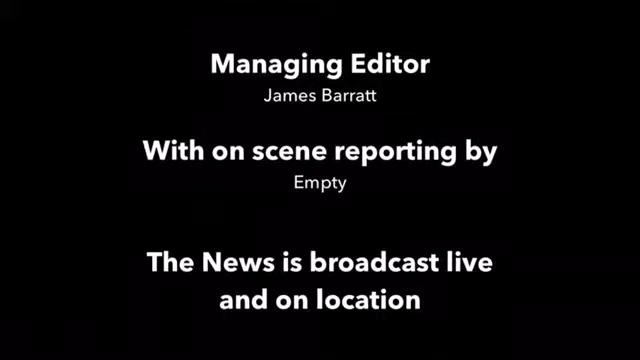 Managing Editor
James Barratt
With on scene reporting by
Empty
The News is broadcast live
and on location